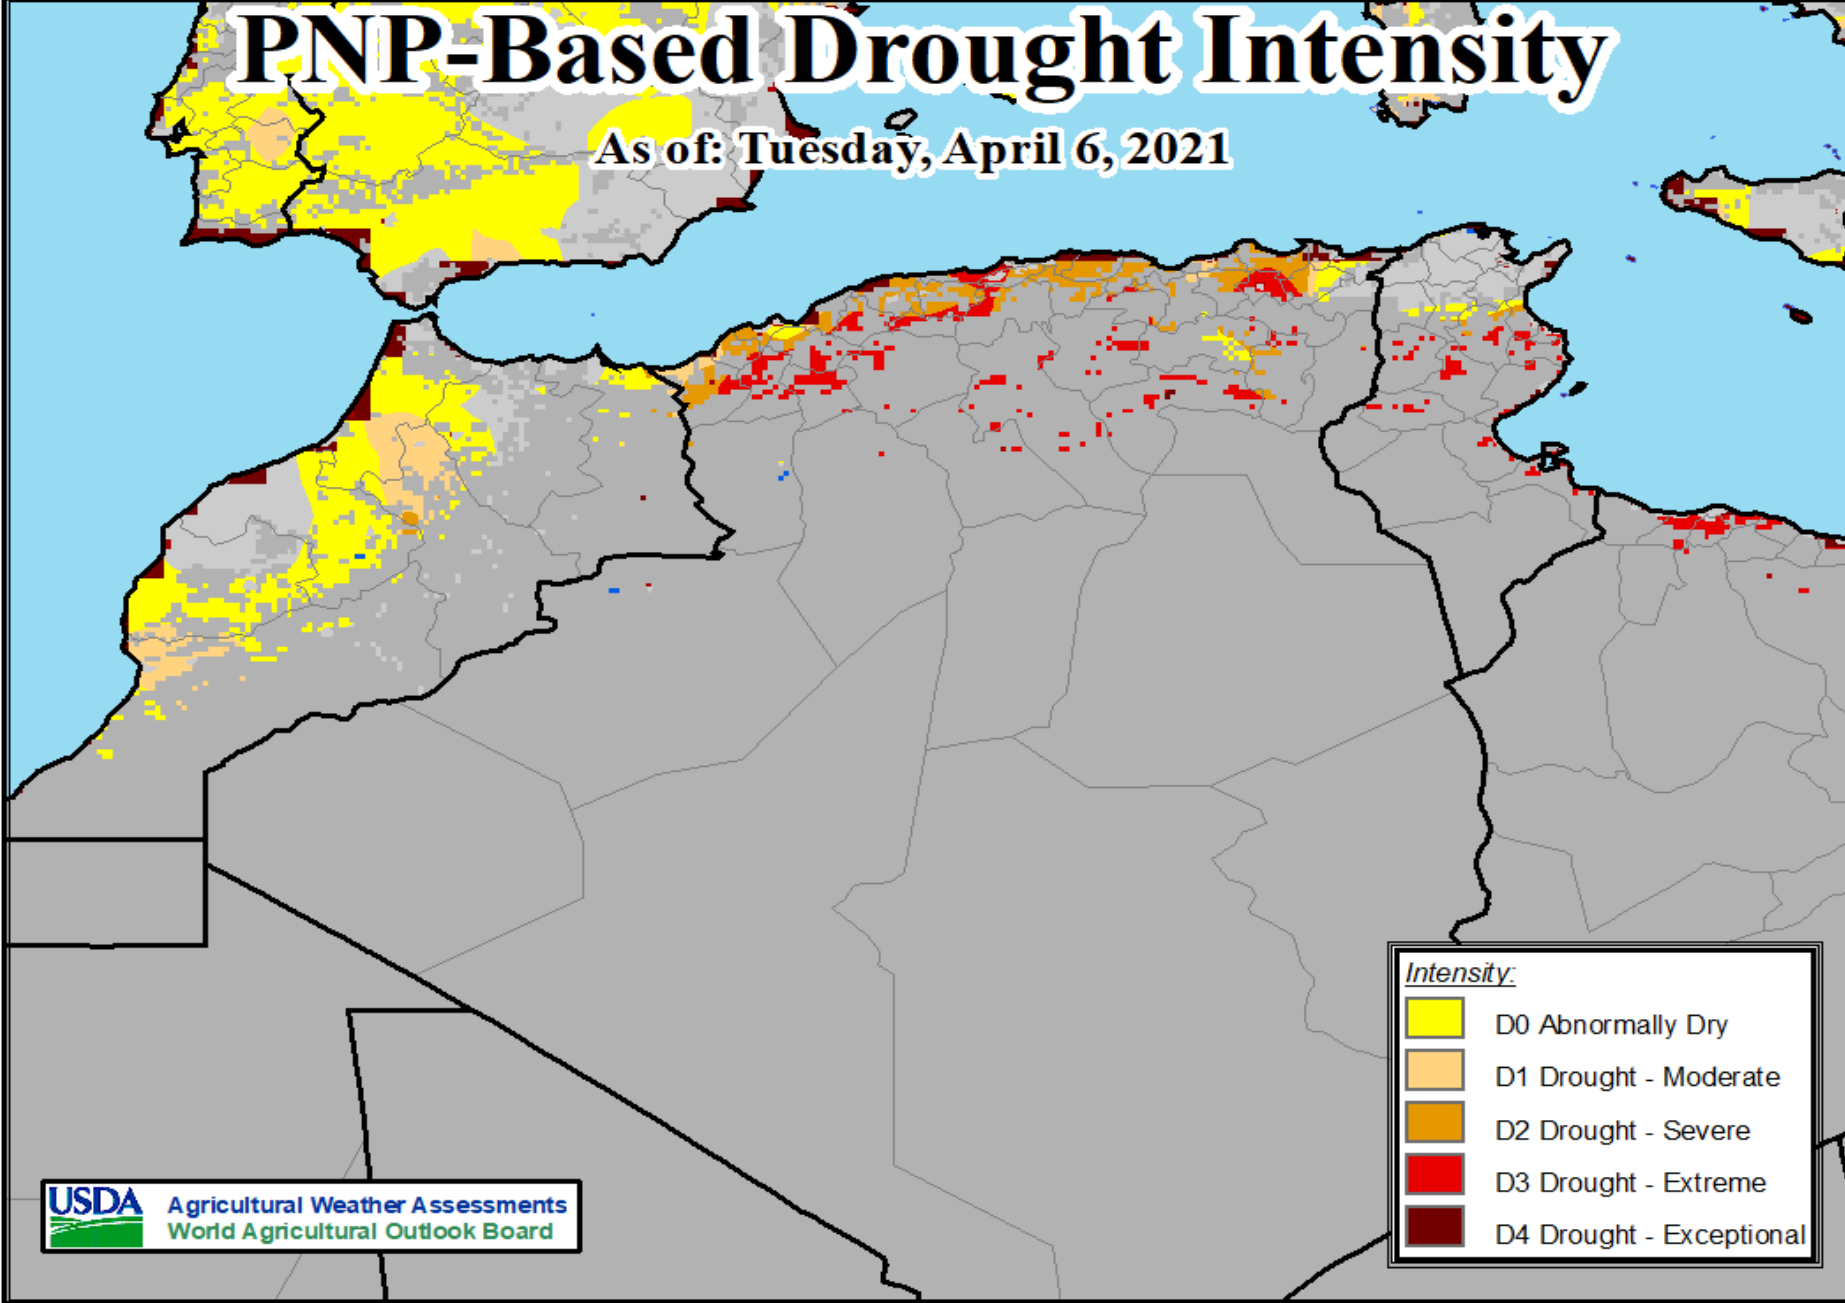 PNP-Based Drought Intensity
As of: Tuesday, April 6, 2021
Intensity:
D0 Abnormally Dry
D1 Drought - Moderate
D2 Drought - Severe
D3 Drought - Extreme
D4 Drought - Exceptional
USDA
Agricultural Weather Assessments
World Agricultural Outlook Board